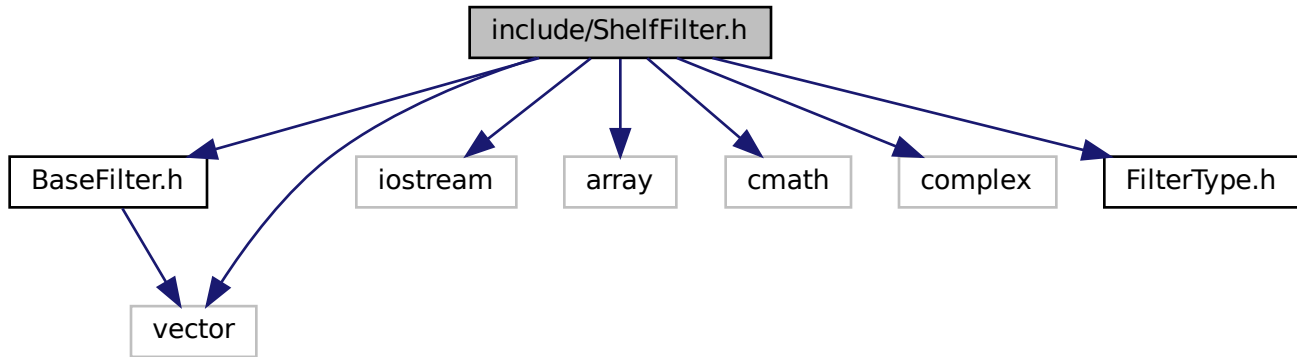 include/ShelfFilter.h
BaseFilter.h
iostream
array
cmath
complex
FilterType.h
vector